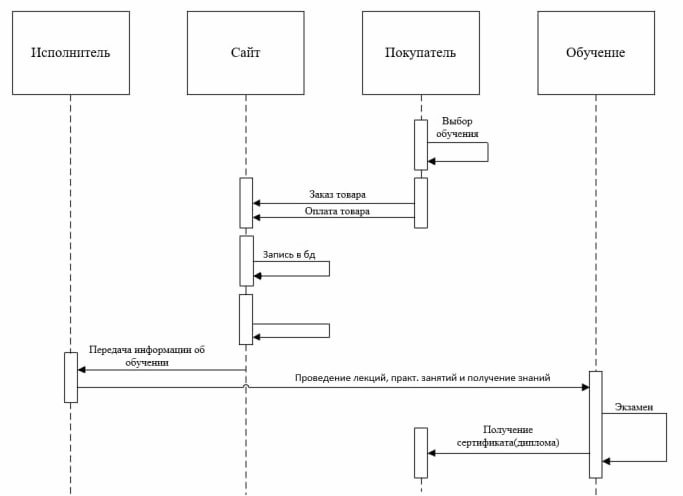 Исполнитель
Сайт
Покупатель
Обучение
Выбор
обучения
Заказ товара
Оплата товара
Запись в бд
Передача информации об
обучении
Проведение лекций, практ. занятий и получение знаний
Экзамен
Получение
сертификата(диплома)